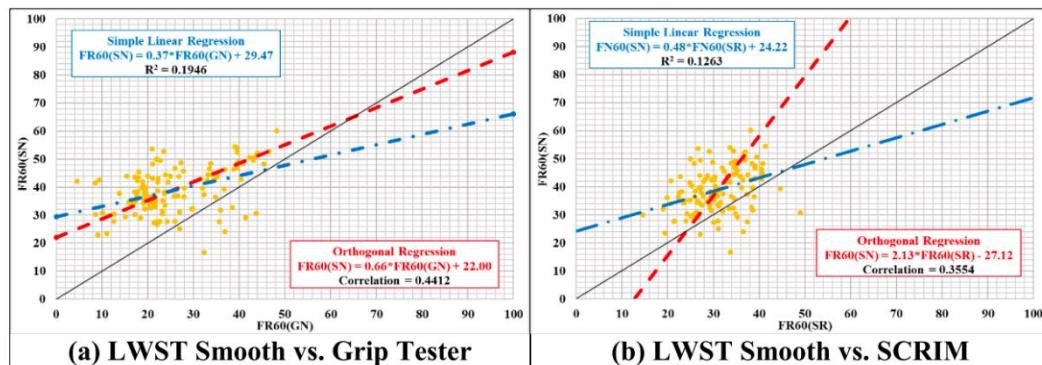 100
90
80
70
60
50
40
30
20
10
0
FR60(SN)
Simple Linear Regression
FR60(SN) = 0.37*FR60(GN) + 29.47
R² = 0.1946
Orthogonal Regression
FR60(SN) = 0.66*FR60(GN) + 22.00
Correlation = 0.4412
0 10 20 30 40 50 60 70 80 90 100
FR60(GN)
(a) LWST Smooth vs. Grip Tester
100
90
80
70
60
50
40
30
20
10
0
FR60(SN)
Simple Linear Regression
FN60(SN) = 0.48*FN60(SR) + 24.22
R² = 0.1263
Orthogonal Regression
FR60(SN) = 2.13*FR60(SR) - 27.12
Correlation = 0.3554
0 10 20 30 40 50 60 70 80 90 100
FR60(SR)
(b) LWST Smooth vs. SCRIM